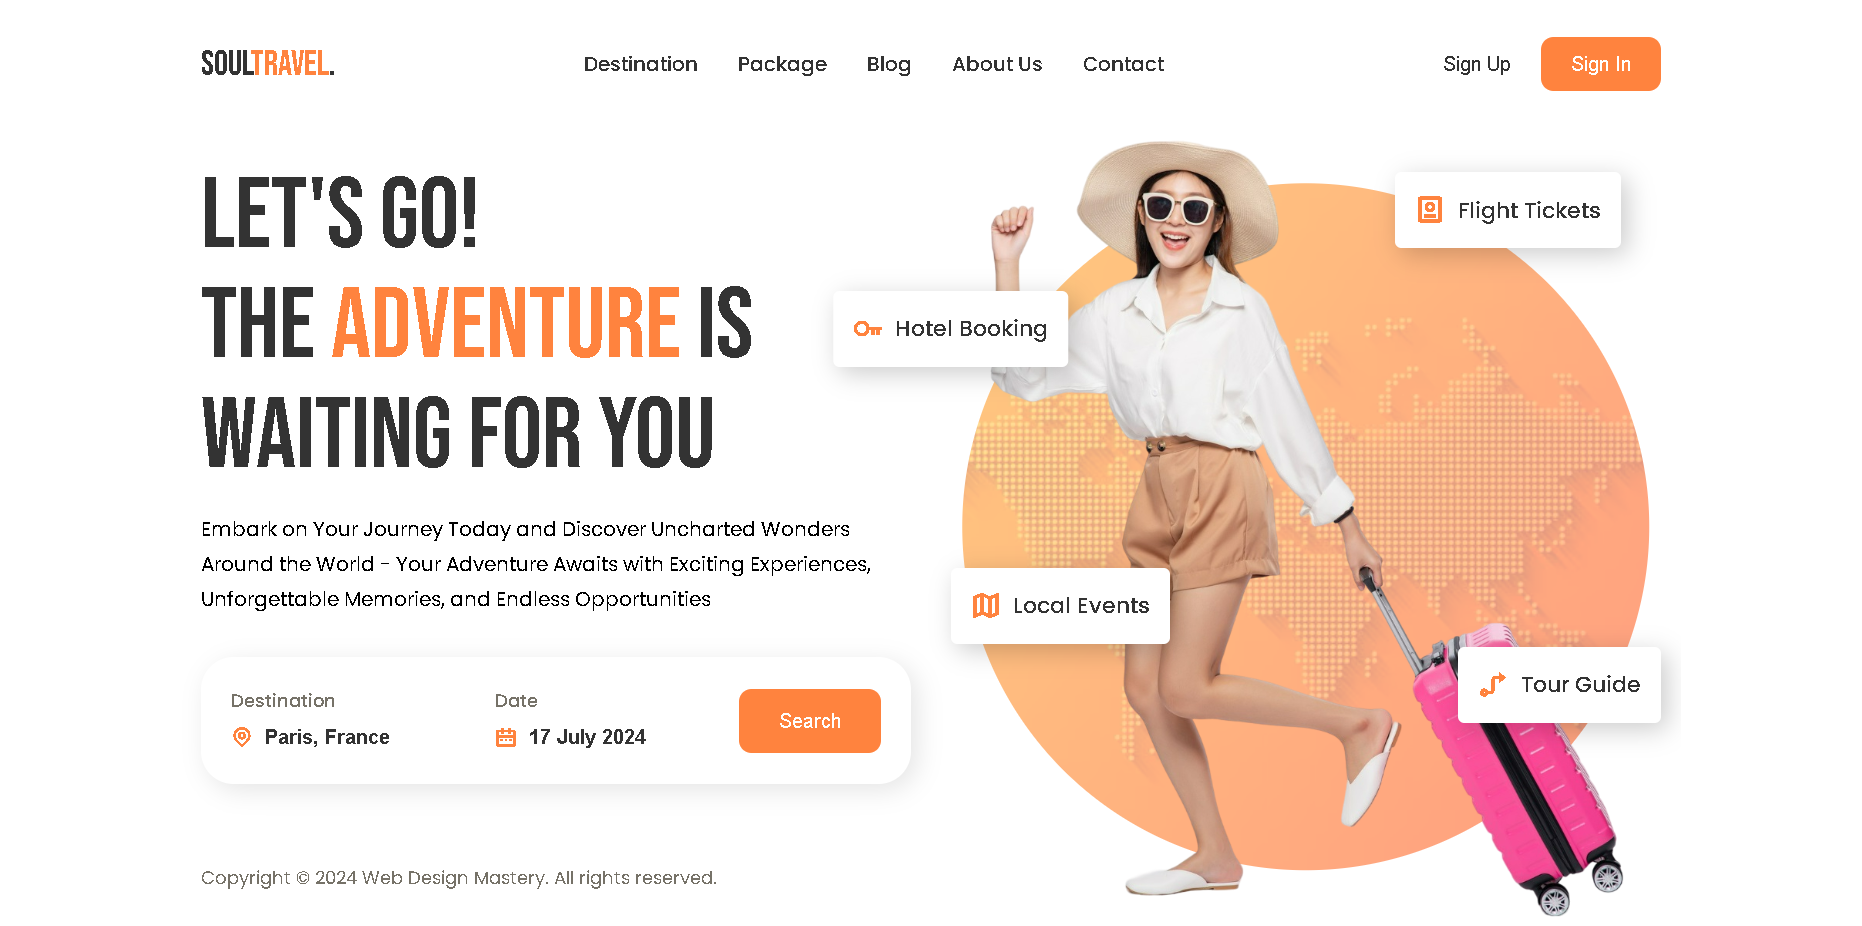 SOULTRAVEL.
Destination Package Blog About Us Contact
Sign Up Sign In
LET'S GO!
THE ADVENTURE IS
WAITING FOR YOU
Embark on Your Journey Today and Discover Uncharted Wonders
Around the World - Your Adventure Awaits with Exciting Experiences,
Unforgettable Memories, and Endless Opportunities
Destination
Paris, France
Date
17 July 2024
Search
Flight Tickets
Hotel Booking
Local Events
Tour Guide
Copyright © 2024 Web Design Mastery. All rights reserved.